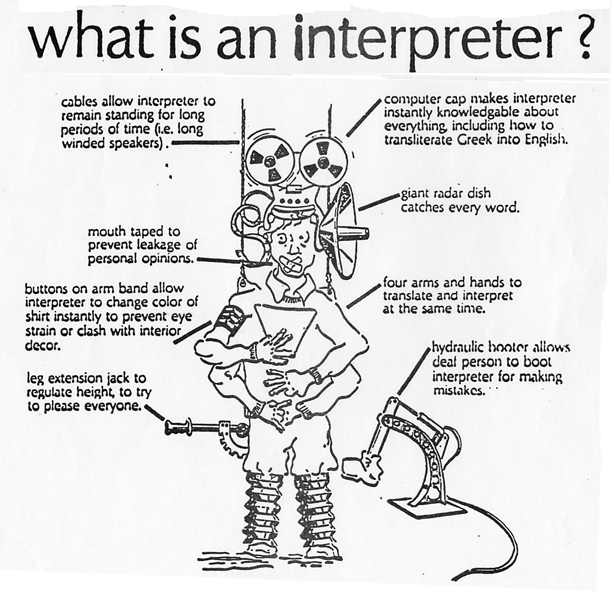 what is an interpreter ?
cables allow interpreter to
remain standing for long
periods of time (i.e. long
winded speakers).
computer cap makes interpreter
instantly knowledgable about
everything, including how to
transliterate Greek into English.
giant radar dish
catches every word.
mouth taped to
prevent leakage of
personal opinions.
four arms and hands to
translate and interpret
at the same time.
buttons on arm band allow
interpreter to change color of
shirt instantly to prevent eye
strain or clash with interior
decor.
hydraulic booter allows
deaf person to boot
interpreter for making
mistakes.
leg extension jack to
regulate height, to try
to please everyone.